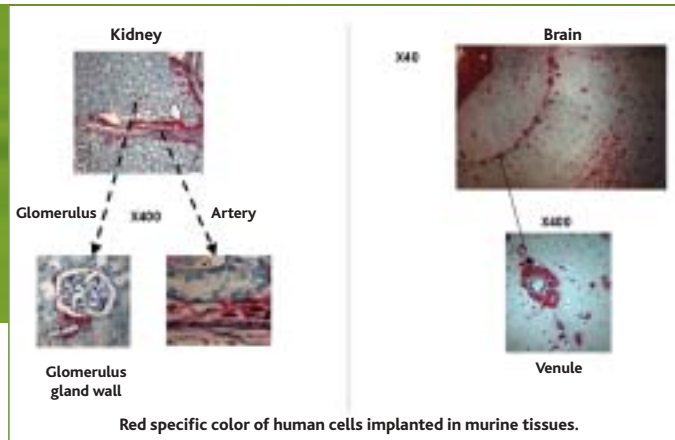 Kidney
Glomerulus
X400
Artery
Glomerulus
gland wall
Brain
X40
X400
Venule
Red specific color of human cells implanted in murine tissues.